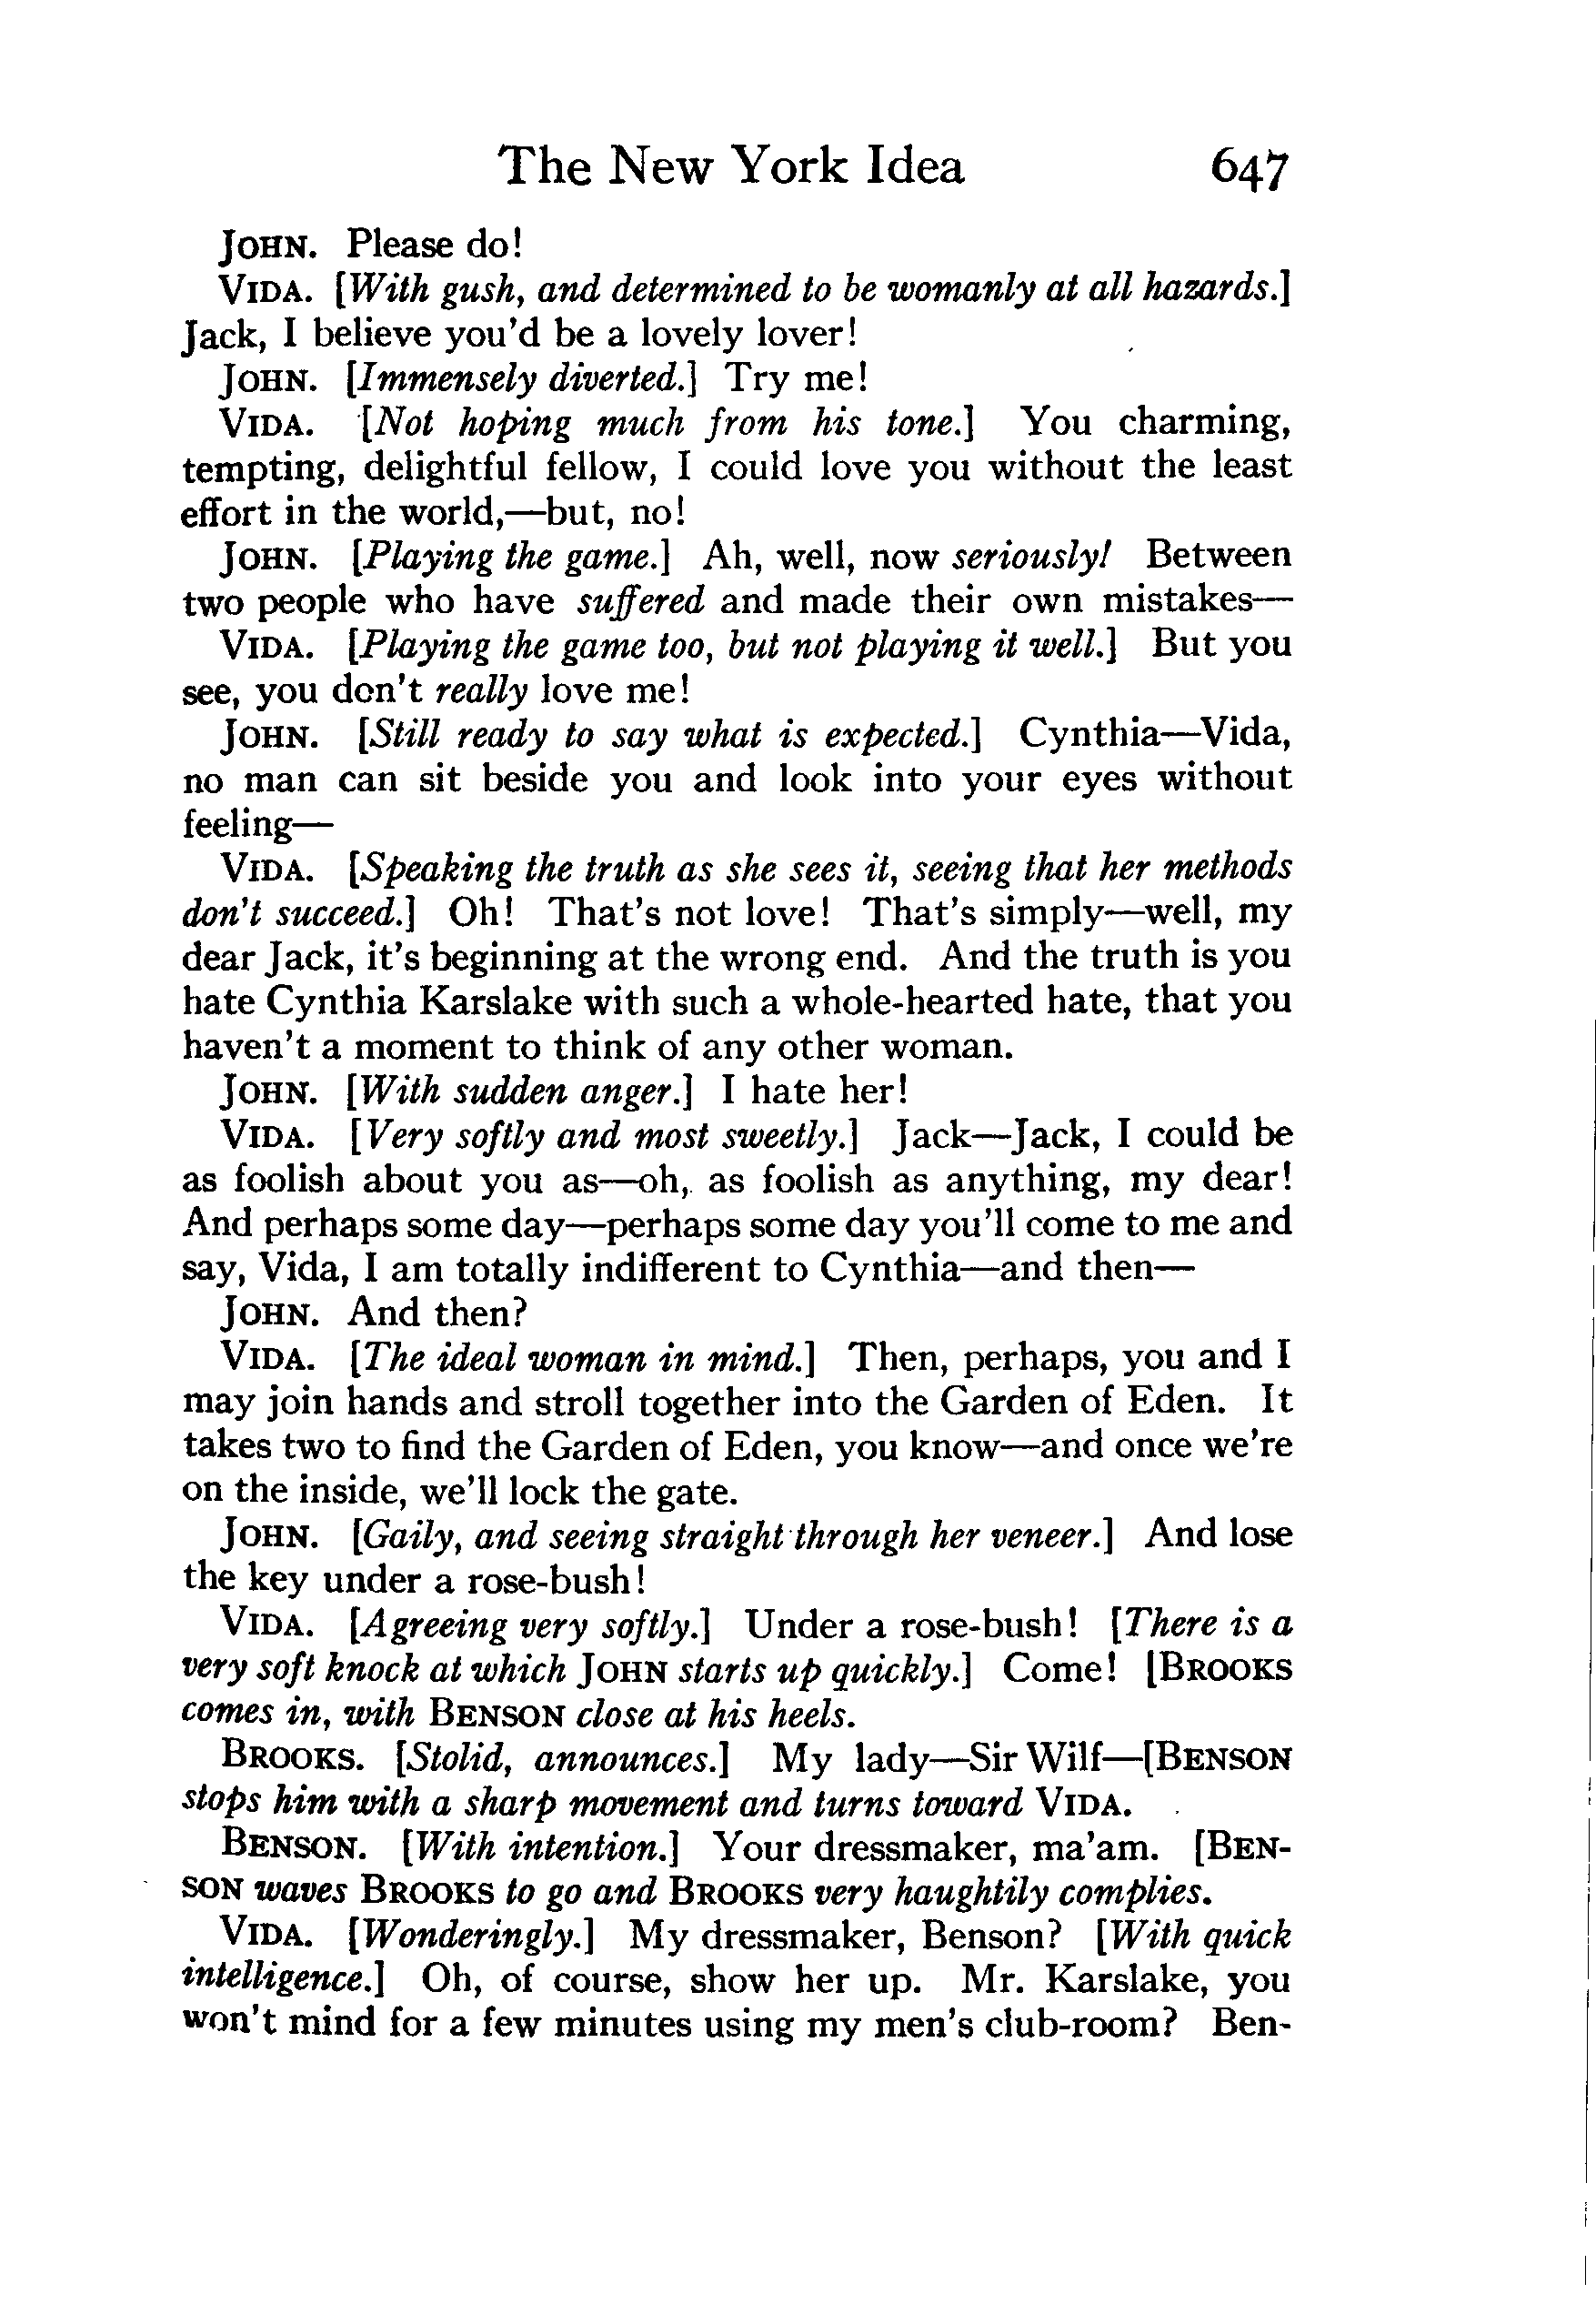 The New York Idea 647
JOHN. Please do!
VIDA. [With gush, and determined to be womanly at all hazards.]
Jack, I believe you'd be a lovely lover!
JOHN. [Immensely diverted.] Try me!
VIDA. [Not hoping much from his tone.] You charming,
tempting, delightful fellow, I could love you without the least
effort in the world,—but, no!
JOHN. [Playing the game.] Ah, well, now seriously! Between
two people who have suffered and made their own mistakes—
VIDA. [Playing the game too, but not playing it well.] But you
see, you don't really love me!
JOHN. [Still ready to say what is expected.] Cynthia—Vida,
no man can sit beside you and look into your eyes without
feeling—
VIDA. [Speaking the truth as she sees it, seeing that her methods
don't succeed.] Oh! That's not love! That's simply—well, my
dear Jack, it's beginning at the wrong end. And the truth is you
hate Cynthia Karslake with such a whole-hearted hate, that you
haven't a moment to think of any other woman.
JOHN. [With sudden anger.] I hate her!
VIDA. [Very softly and most sweetly.] Jack—Jack, I could be
as foolish about you as—oh, as foolish as anything, my dear!
And perhaps some day—perhaps some day you'll come to me and
say, Vida, I am totally indifferent to Cynthia—and then—
JOHN. And then?
VIDA. [The ideal woman in mind.] Then, perhaps, you and I
may join hands and stroll together into the Garden of Eden. It
takes two to find the Garden of Eden, you know—and once we're
on the inside, we'll lock the gate.
JOHN. [Gaily, and seeing straight through her veneer.] And lose
the key under a rose-bush!
VIDA. [Agreeing very softly.] Under a rose-bush! [There is a
very soft knock at which JOHN starts up quickly.] Come! [BROOKS
comes in, with BENSON close at his heels.
BROOKS. [Stolid, announces.] My lady—Sir Wilf—[BENSON
stops him with a sharp movement and turns toward VIDA.
BENSON. [With intention.] Your dressmaker, ma'am. [BEN-
SON waves BROOKS to go and BROOKS very haughtily complies.
VIDA. [Wonderingly.] My dressmaker, Benson? [With quick
intelligence.] Oh, of course, show her up. Mr. Karslake, you
won't mind for a few minutes using my men's club-room? Ben-